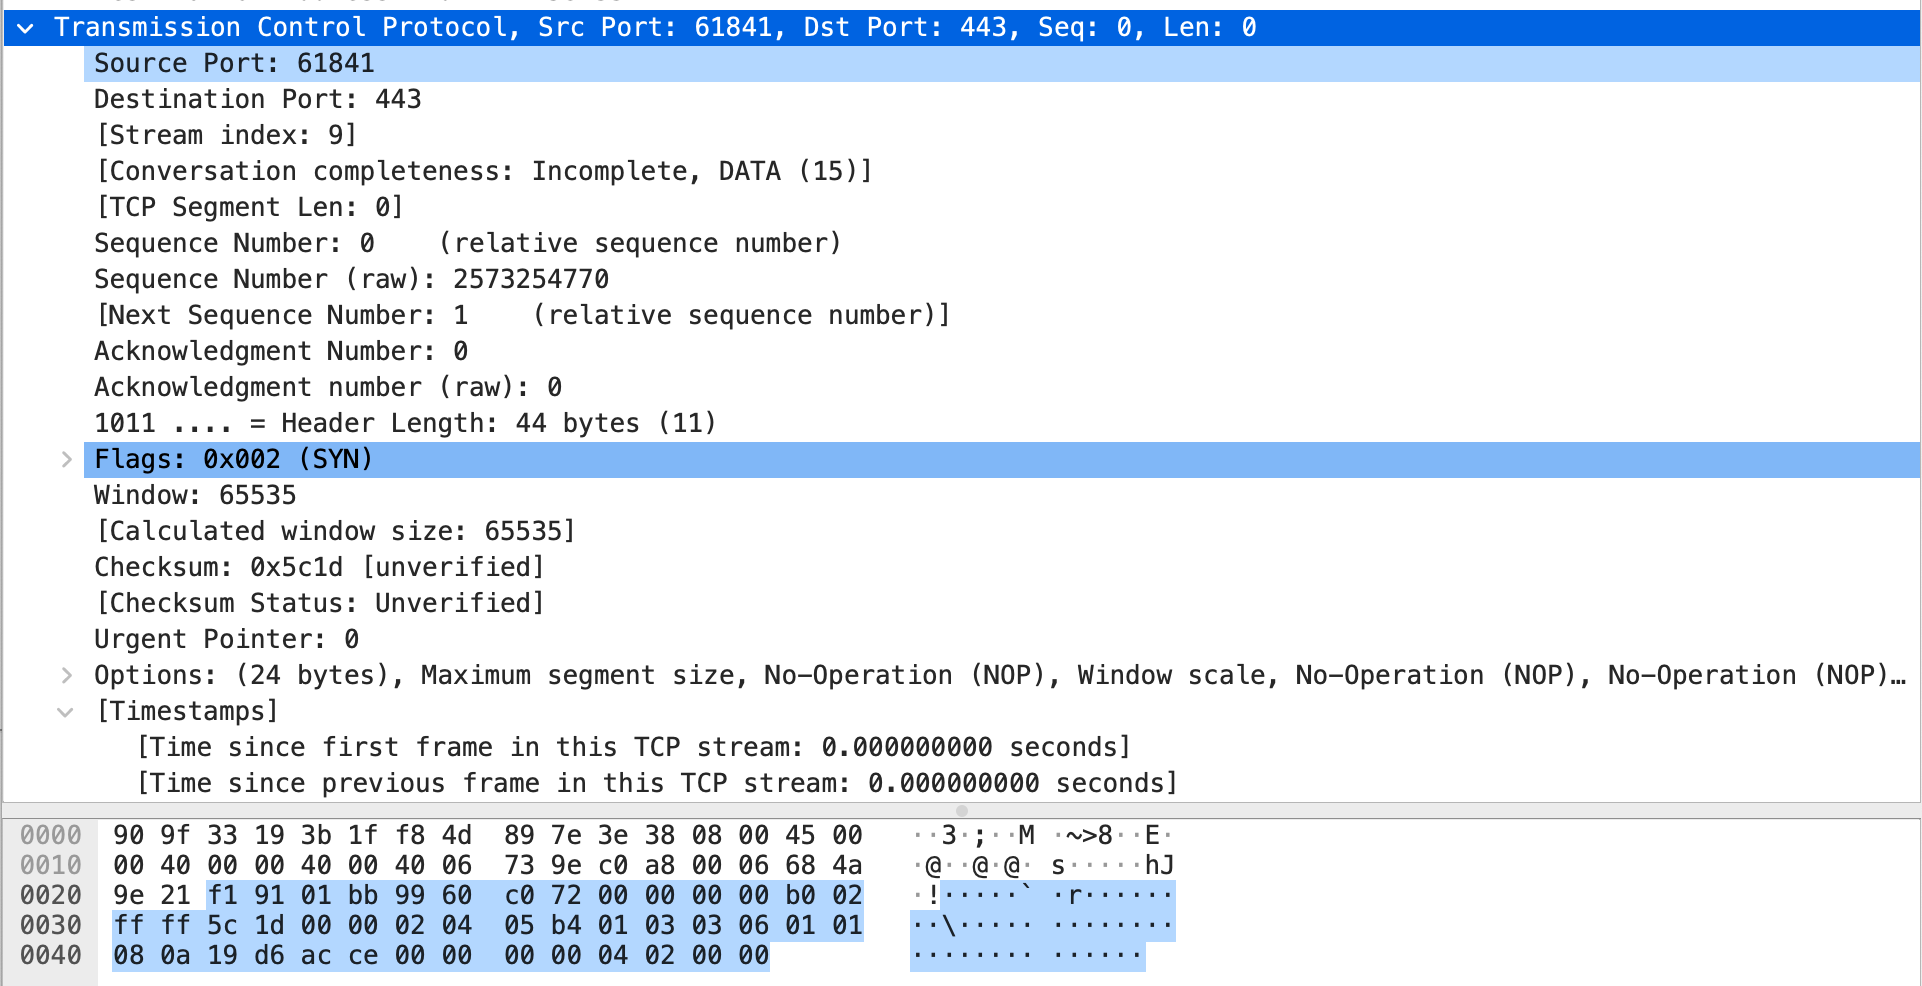 Transmission Control Protocol, Src Port: 61841, Dst Port: 443, Seq: 0, Len: 0
Source Port: 61841
Destination Port: 443
[Stream index: 9]
[Conversation completeness: Incomplete, DATA (15)]
[TCP Segment Len: 0]
Sequence Number: 0    (relative sequence number)
Sequence Number (raw): 2573254770
[Next Sequence Number: 1    (relative sequence number)]
Acknowledgment Number: 0
Acknowledgment number (raw): 0
1011 .... = Header Length: 44 bytes (11)
Flags: 0x002 (SYN)
Window: 65535
[Calculated window size: 65535]
Checksum: 0x5c1d [unverified]
[Checksum Status: Unverified]
Urgent Pointer: 0
Options: (24 bytes), Maximum segment size, No-Operation (NOP), Window scale, No-Operation (NOP), No-Operation (NOP)…
[Timestamps]
[Time since first frame in this TCP stream: 0.000000000 seconds]
[Time since previous frame in this TCP stream: 0.000000000 seconds]
0000 90 9f 33 19 3b 1f f8 4d  89 7e 3e 38 08 00 45 00 ··3·;··M ·~>8··E·
0010 00 40 00 00 40 00 40 06  73 9e c0 a8 00 06 68 4a ·@··@·@· s·····hJ
0020 9e 21 f1 91 01 bb 99 60  c0 72 00 00 00 00 b0 02 ·!·····` ·r······
0030 ff ff 5c 1d 00 00 02 04  05 b4 01 03 03 06 01 01 ··\····· ········
0040 08 0a 19 d6 ac ce 00 00  00 00 04 02 00 00 ········ ······